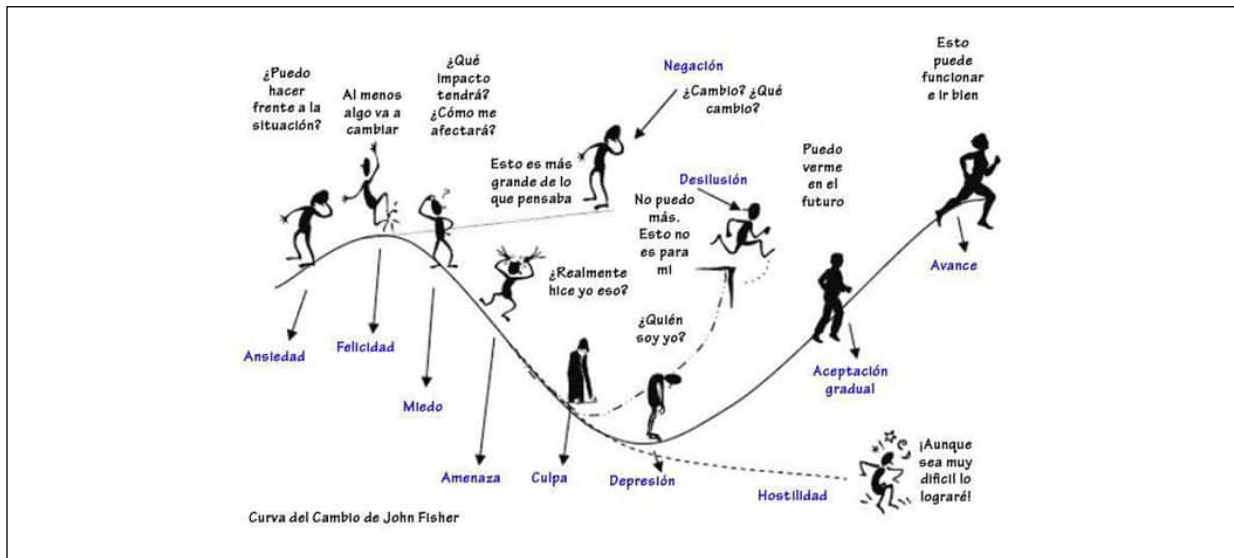 ¿Puedo
hacer
frente a la
situación?
Al menos
algo va a
cambiar
¿Qué
impacto
tendrá?
¿Cómo me
afectará?
Negación
¿Cambio? ¿Qué
cambio?
Esto
puede
funcionar
e ir bien
Esto es más
grande de lo
que pensaba
Desilusión
No puedo
más.
Esto no
es para
mi
Puedo
verme
en el
futuro
¿Realmente
hice yo eso?
¿Quién
soy yo?
Avance
Ansiedad
Felicidad
Miedo
Aceptación
gradual
Amenaza
Culpa
Depresión
Hostilidad
¡Aunque
sea muy
dificil lo
lograré!
Curva del Cambio de John Fisher